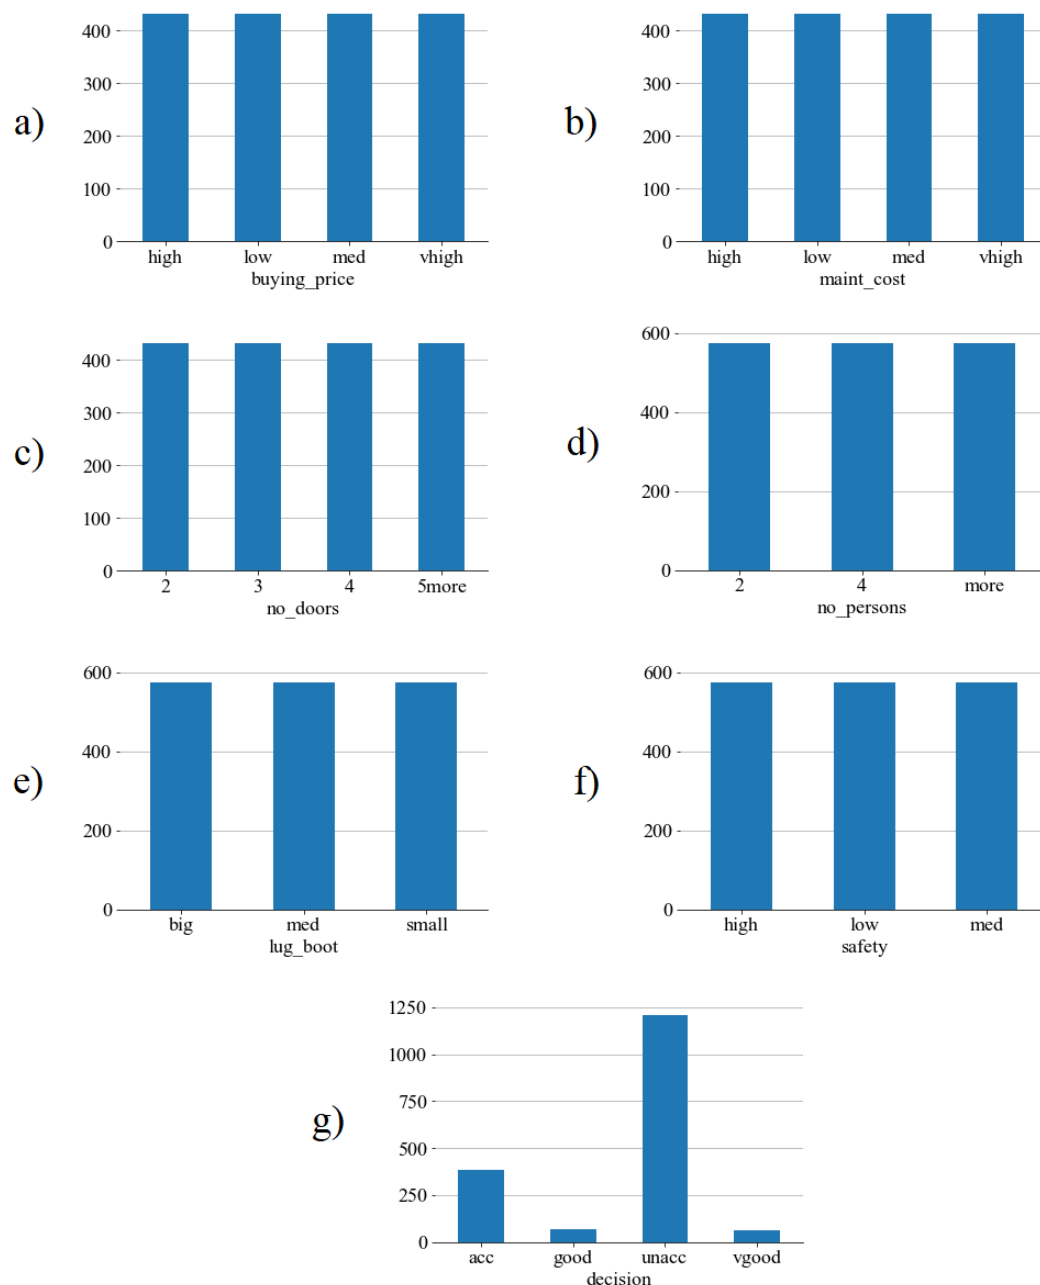 a)
400
300
200
100
0
high low med vhigh
buying_price
b)
400
300
200
100
0
high low med vhigh
maint_cost
c)
400
300
200
100
0
2 3 4 5more
no_doors
d)
600
400
200
0
2 4 more
no_persons
e)
600
400
200
0
big med small
lug_boot
f)
600
400
200
0
high low med
safety
g)
1250
1000
750
500
250
0
acc good unacc vgood
decision